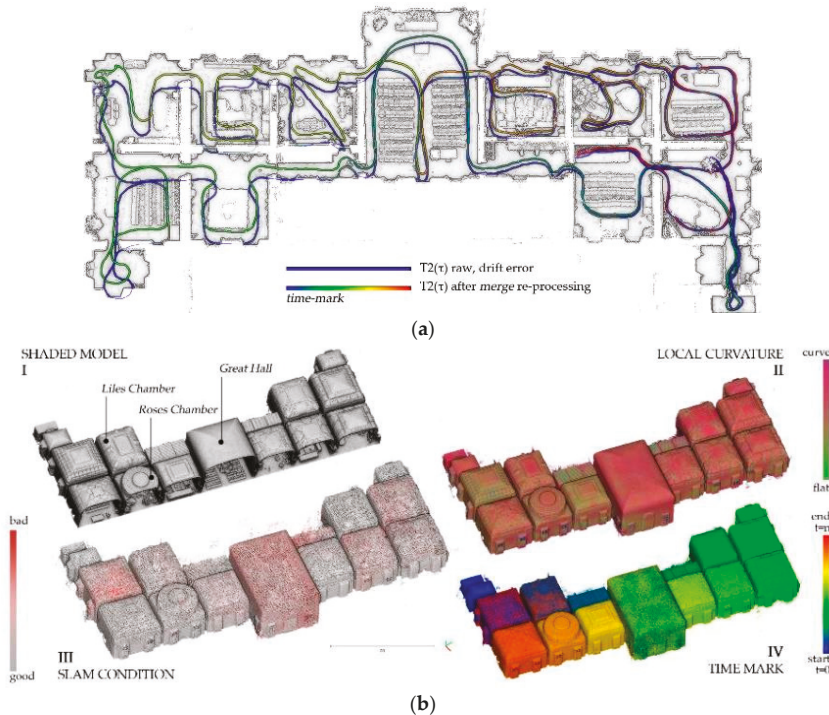 T2(τ) raw, drift error
T2(τ) after merge re-processing
time-mark
(a)
SHADED MODEL
I
Liles Chamber
Roses Chamber
Great Hall
LOCAL CURVATURE
II
curve
flat
bad
good
III
SLAM CONDITION
end
t=n
start
t=0
IV
TIME MARK
(b)